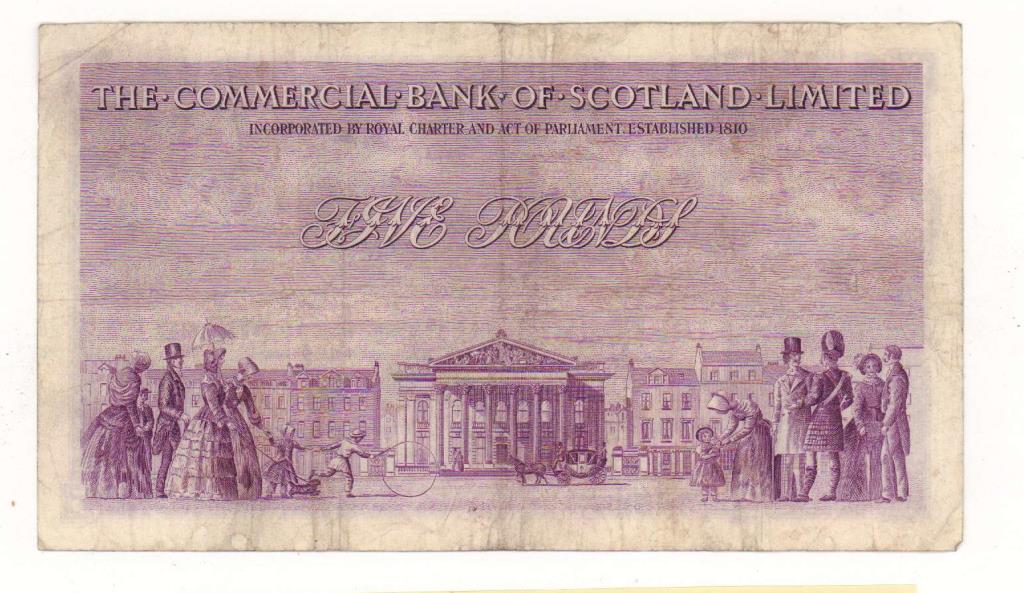 THE·COMMERCIAL·BANK·OF·SCOTLAND·LIMITED
INCORPORATED BY ROYAL CHARTER AND ACT OF PARLIAMENT. ESTABLISHED 1810
FIVE POUNDS